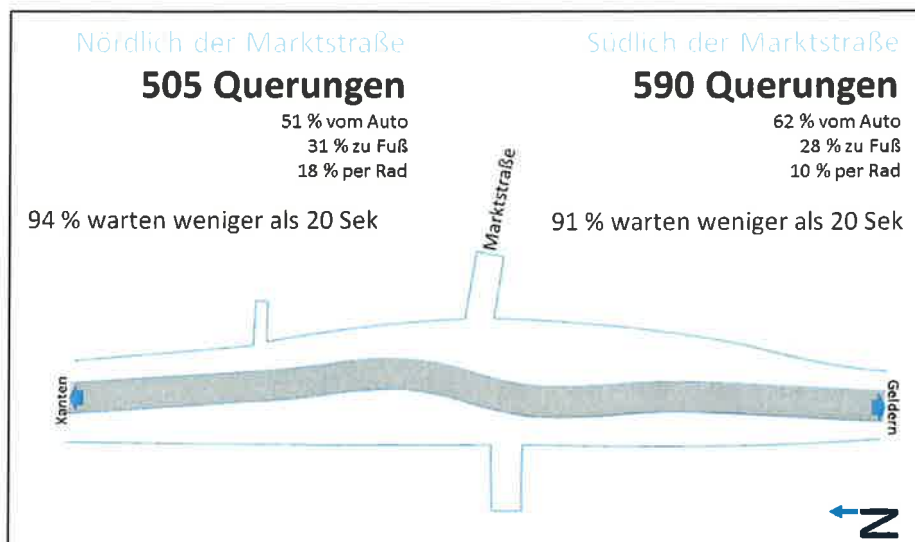 Nördlich der Marktstraße
505 Querungen
51 % vom Auto
31 % zu Fuß
18 % per Rad
94 % warten weniger als 20 Sek
Südlich der Marktstraße
590 Querungen
62 % vom Auto
28 % zu Fuß
10 % per Rad
91 % warten weniger als 20 Sek
Marktstraße
Xanten
Geldern
N